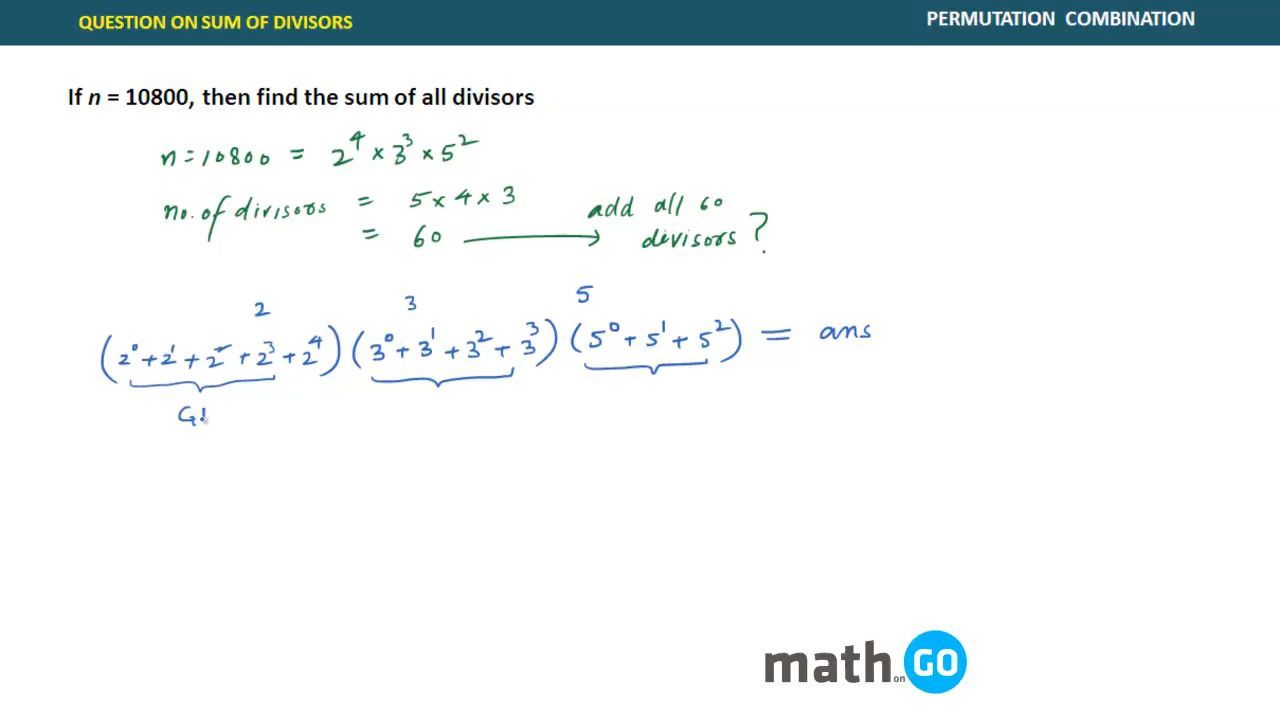 QUESTION ON SUM OF DIVISORS
PERMUTATION COMBINATION
If n = 10800, then find the sum of all divisors
n = 10800 = 2⁴ × 3³ × 5²
no. of divisors = 5 × 4 × 3
= 60 → add all 60
divisors ?
2 3 5
(2⁰ + 2¹ + 2² + 2³ + 2⁴) (3⁰ + 3¹ + 3² + 3³) (5⁰ + 5¹ + 5²) = ans
G
math on GO